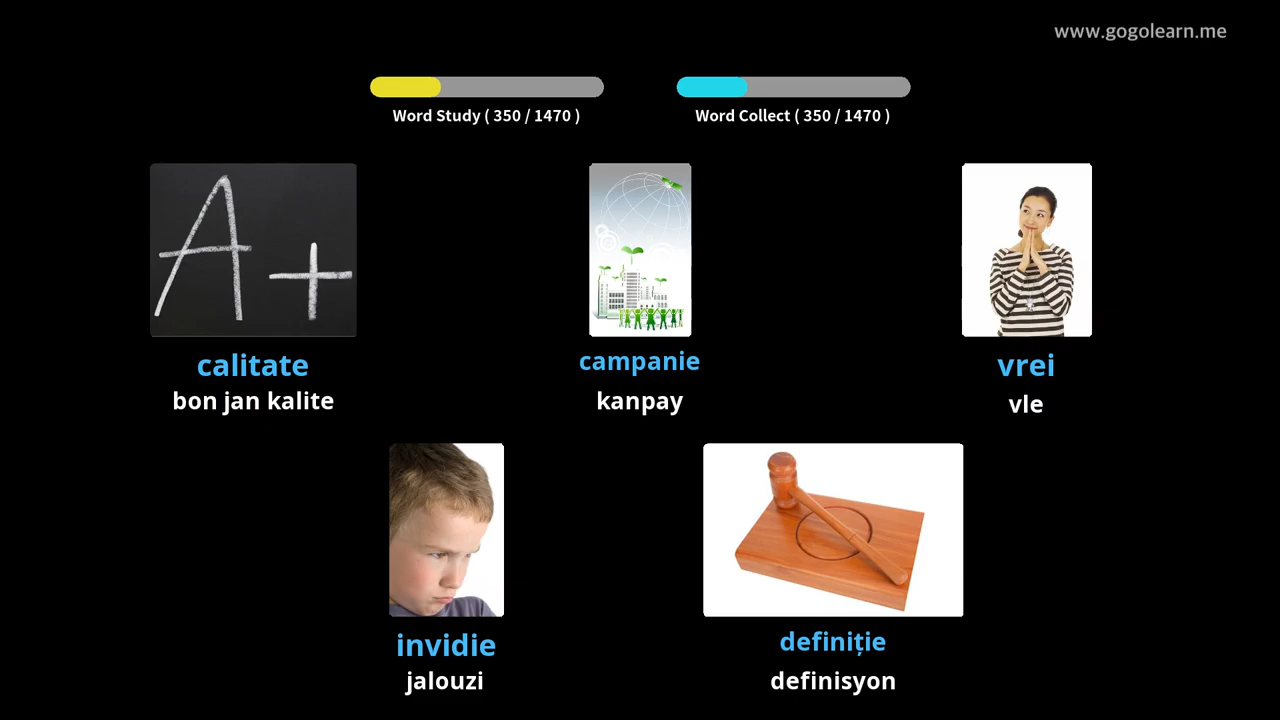 www.gogolearn.me
Word Study ( 350 / 1470 )
Word Collect ( 350 / 1470 )
A+
calitate
bon jan kalite
campanie
kanpay
vrei
vle
invidie
jalouzi
definiție
definisyon